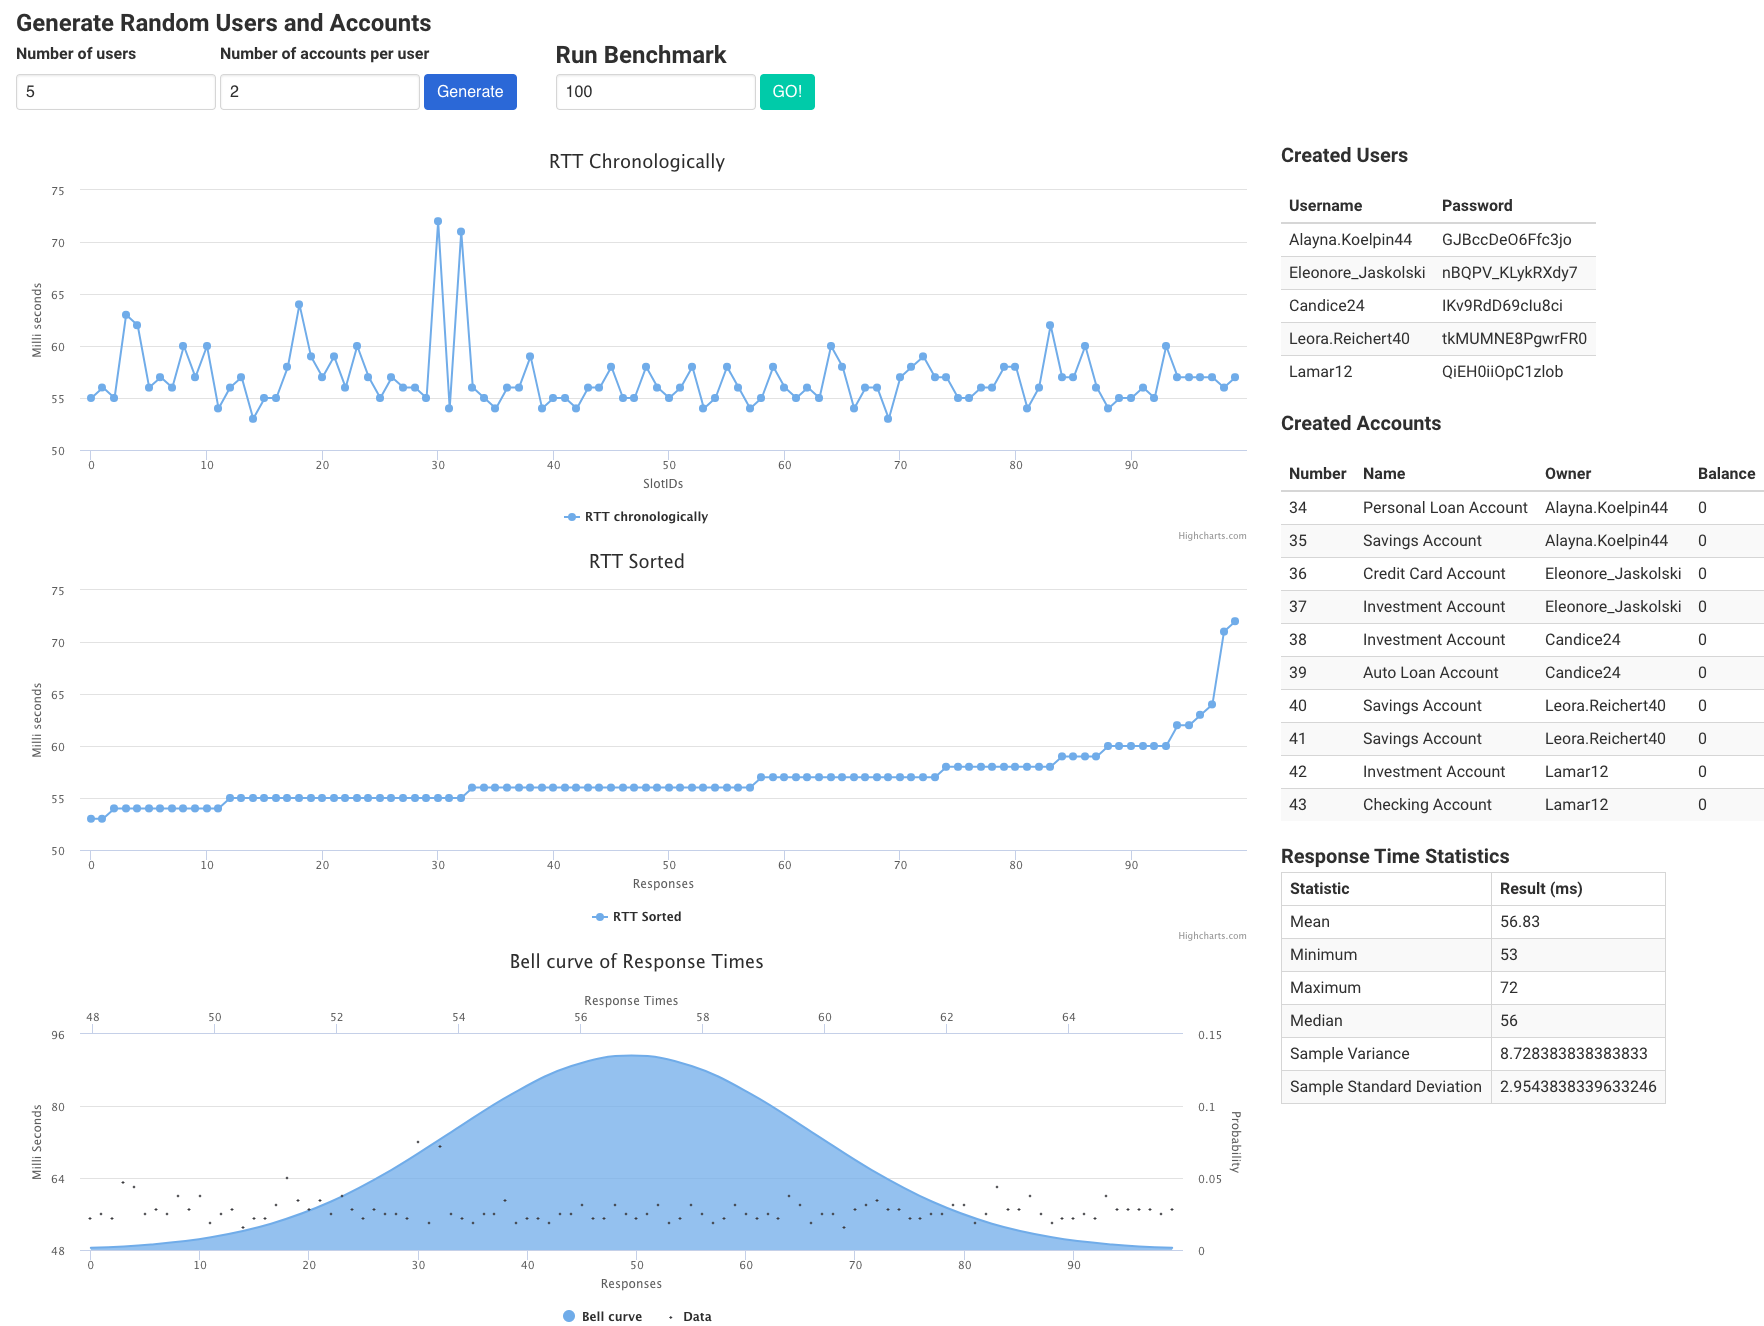 Generate Random Users and Accounts
Number of users
Number of accounts per user
5
2
Generate
Run Benchmark
100
GO!
RTT Chronologically
75
70
65
60
55
50
Milli seconds
0 10 20 30 40 50 60 70 80 90
SlotIDs
RTT chronologically
Highcharts.com
RTT Sorted
75
70
65
60
55
50
Milli seconds
0 10 20 30 40 50 60 70 80 90
Responses
RTT Sorted
Highcharts.com
Bell curve of Response Times
Response Times
48 50 52 54 56 58 60 62 64
96
80
64
48
Milli Seconds
0.15
0.1
0.05
0
Probability
0 10 20 30 40 50 60 70 80 90
Responses
Bell curve Data
Created Users
Username Password
Alayna.Koelpin44 GJBccDeO6Ffc3jo
Eleonore_Jaskolski nBQPV_KLykRXdy7
Candice24 IKv9RdD69cIu8ci
Leora.Reichert40 tkMUMNE8PgwrFR0
Lamar12 QiEH0iiOpC1zlob
Created Accounts
Number Name Owner Balance
34 Personal Loan Account Alayna.Koelpin44 0
35 Savings Account Alayna.Koelpin44 0
36 Credit Card Account Eleonore_Jaskolski 0
37 Investment Account Eleonore_Jaskolski 0
38 Investment Account Candice24 0
39 Auto Loan Account Candice24 0
40 Savings Account Leora.Reichert40 0
41 Savings Account Leora.Reichert40 0
42 Investment Account Lamar12 0
43 Checking Account Lamar12 0
Response Time Statistics
Statistic Result (ms)
Mean 56.83
Minimum 53
Maximum 72
Median 56
Sample Variance 8.728383838383833
Sample Standard Deviation 2.9543838339633246